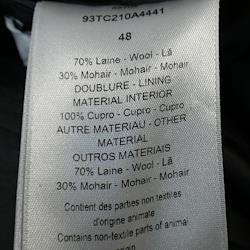 93TC210A4441
48
70% Laine - Wool - Lã
30% Mohair - Mohair - Mohair
DOUBLURE - LINING
MATERIAL INTERIOR
100% Cupro - Cupro - Cupro
AUTRE MATERIAU - OTHER
MATERIAL
OUTROS MATERIAIS
70% Laine - Wool - Lã
30% Mohair - Mohair - Mohair
Contient des parties non textiles
d'origine animale
Contains non-textile parts of animal